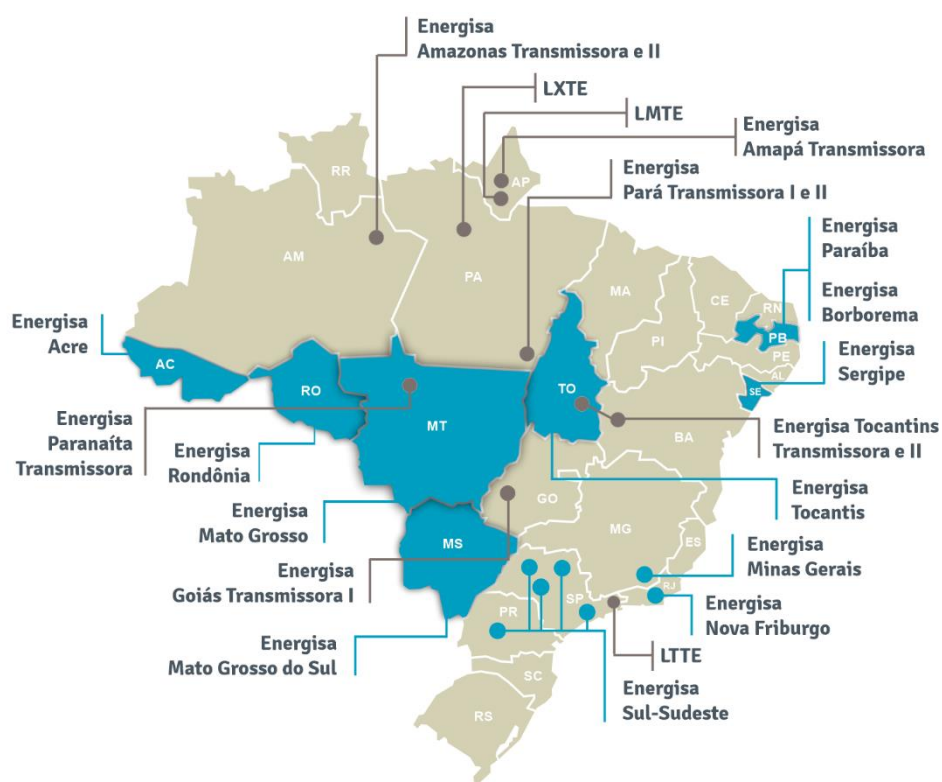 Energisa
Amazonas Transmissora e II
LXTE
LMTE
Energisa
Amapá Transmissora
Energisa
Pará Transmissora I e II
RR
AP
Energisa
Paraíba
Energisa
Borborema
AM
PA
MA
CE
RN
PB
PI
PE
AL
SE
Energisa
Sergipe
Energisa
Acre
AC
RO
TO
MT
BA
Energisa
Paranaíta
Transmissora
Energisa
Rondônia
Energisa Tocantins
Transmissora e II
Energisa
Tocantis
GO
MG
ES
Energisa
Mato Grosso
MS
Energisa
Minas Gerais
Energisa
Goiás Transmissora I
SP
RJ
PR
Energisa
Nova Friburgo
Energisa
Mato Grosso do Sul
LTTE
SC
Energisa
Sul-Sudeste
RS